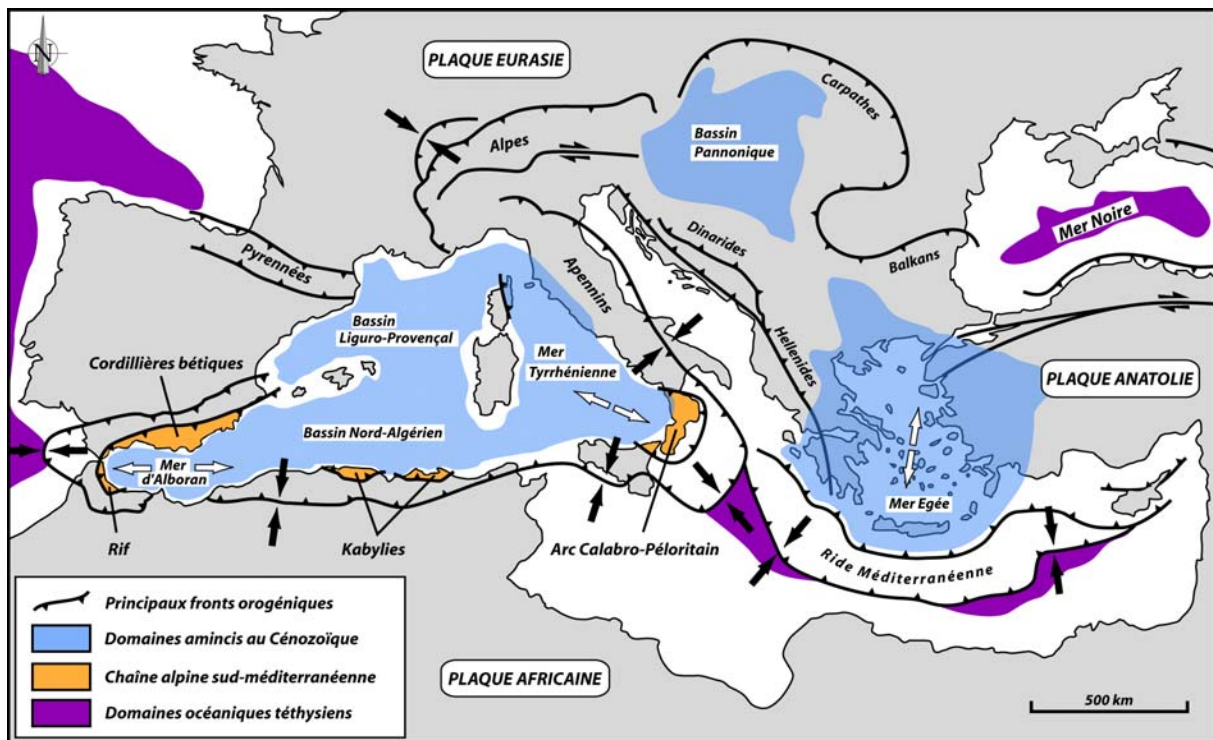 N
PLAQUE EURASIE
Carpathes
Alpes
Bassin
Pannonique
Mer Noire
Pyrennées
Dinarides
Balkans
Apennins
Bassin
Liguro-Provençal
Hellenides
Mer
Tyrrhénienne
Cordillières bétiques
PLAQUE ANATOLIE
Bassin Nord-Algérien
Mer
d'Alboran
Mer Egée
Rif
Kabylies
Arc Calabro-Péloritain
Ride Méditerranéenne
Principaux fronts orogéniques
Domaines amincis au Cénozoïque
Chaîne alpine sud-méditerranéenne
Domaines océaniques téthysiens
PLAQUE AFRICAINE
500 km